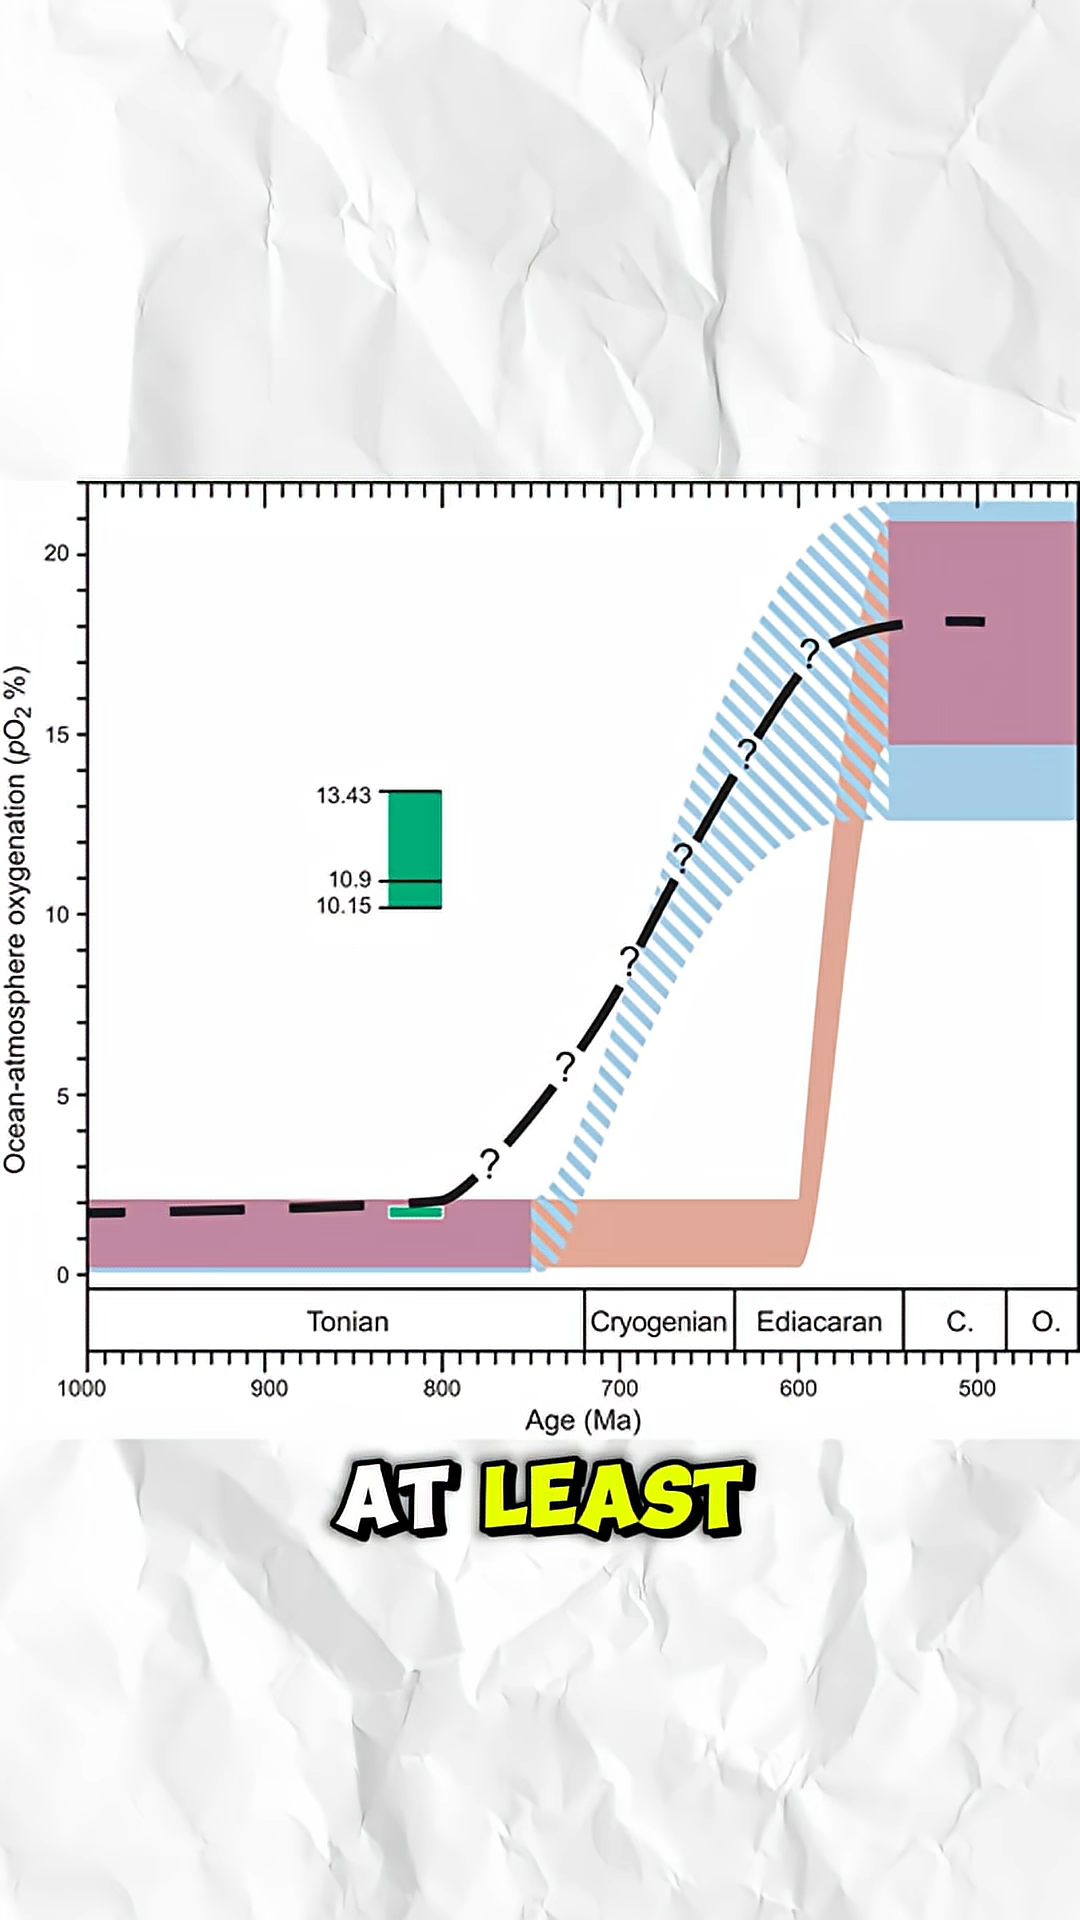 Ocean-atmosphere oxygenation (pO2 %)
20
15
10
5
0
13.43
10.9
10.15
?
?
?
?
?
?
Tonian
Cryogenian
Ediacaran
C.
O.
1000
900
800
700
600
500
Age (Ma)
AT LEAST